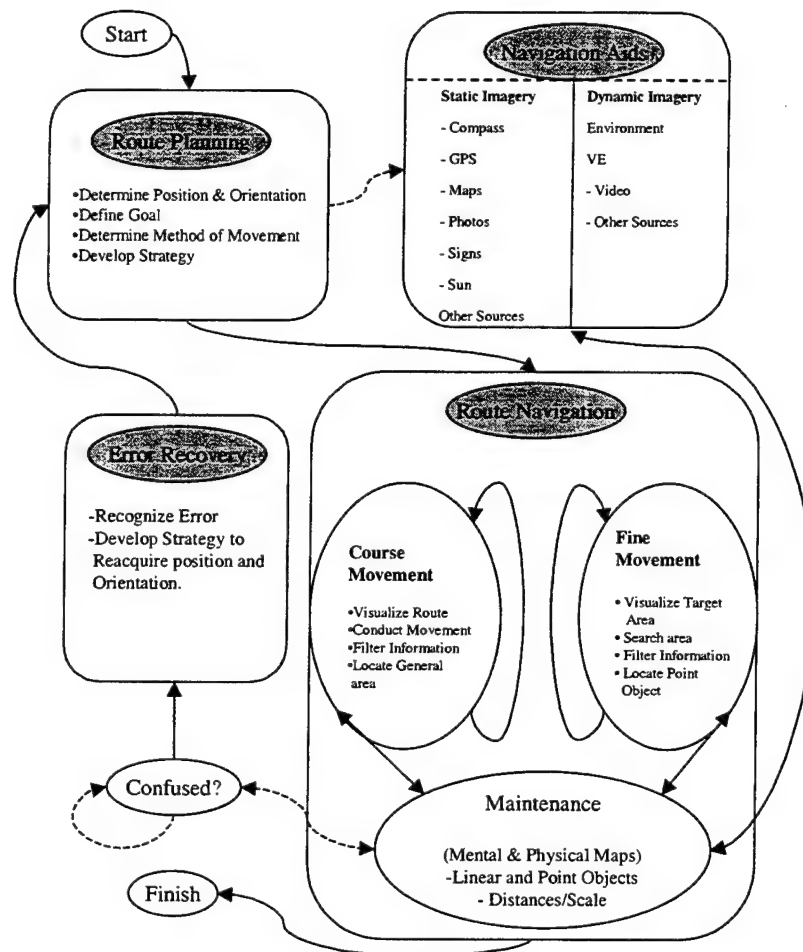 Start
Route Planning
•Determine Position & Orientation
•Define Goal
•Determine Method of Movement
•Develop Strategy
Navigation Aids
Static Imagery
- Compass
- GPS
- Maps
- Photos
- Signs
- Sun
Other Sources
Dynamic Imagery
Environment
VE
- Video
- Other Sources
Route Navigation
Course
Movement
•Visualize Route
•Conduct Movement
•Filter Information
•Locate General
area
Fine
Movement
• Visualize Target
Area
• Search area
• Filter Information
• Locate Point
Object
Error Recovery
-Recognize Error
-Develop Strategy to
Reacquire position and
Orientation.
Confused?
Maintenance
(Mental & Physical Maps)
-Linear and Point Objects
- Distances/Scale
Finish